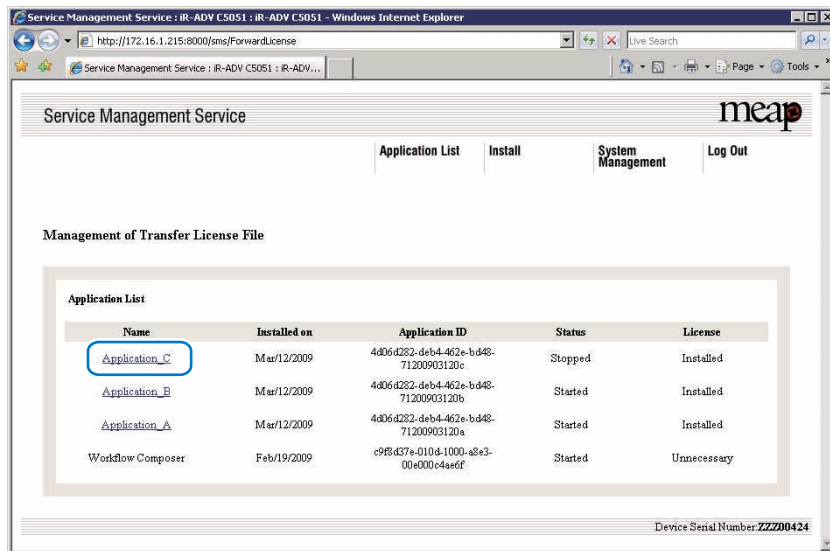 Service Management Service : iR-ADV C5051 : iR-ADV C5051 - Windows Internet Explorer
http://172.16.1.215:8000/sms/ForwardLicense
Live Search
Service Management Service : iR-ADV C5051 : iR-ADV...
Page
Tools
Service Management Service
meap
Application List
Install
System Management
Log Out
Management of Transfer License File
Application List
Name Installed on Application ID Status License
Application_C Mar/12/2009 4d06d282-deb4-462e-bd48-71200903120c Stopped Installed
Application_B Mar/12/2009 4d06d282-deb4-462e-bd48-71200903120b Started Installed
Application_A Mar/12/2009 4d06d282-deb4-462e-bd48-71200903120a Started Installed
Workflow Composer Feb/19/2009 c9f8d37e-010d-1000-a8e3-00e000c4ae6f Started Unnecessary
Device Serial Number:ZZZ00424